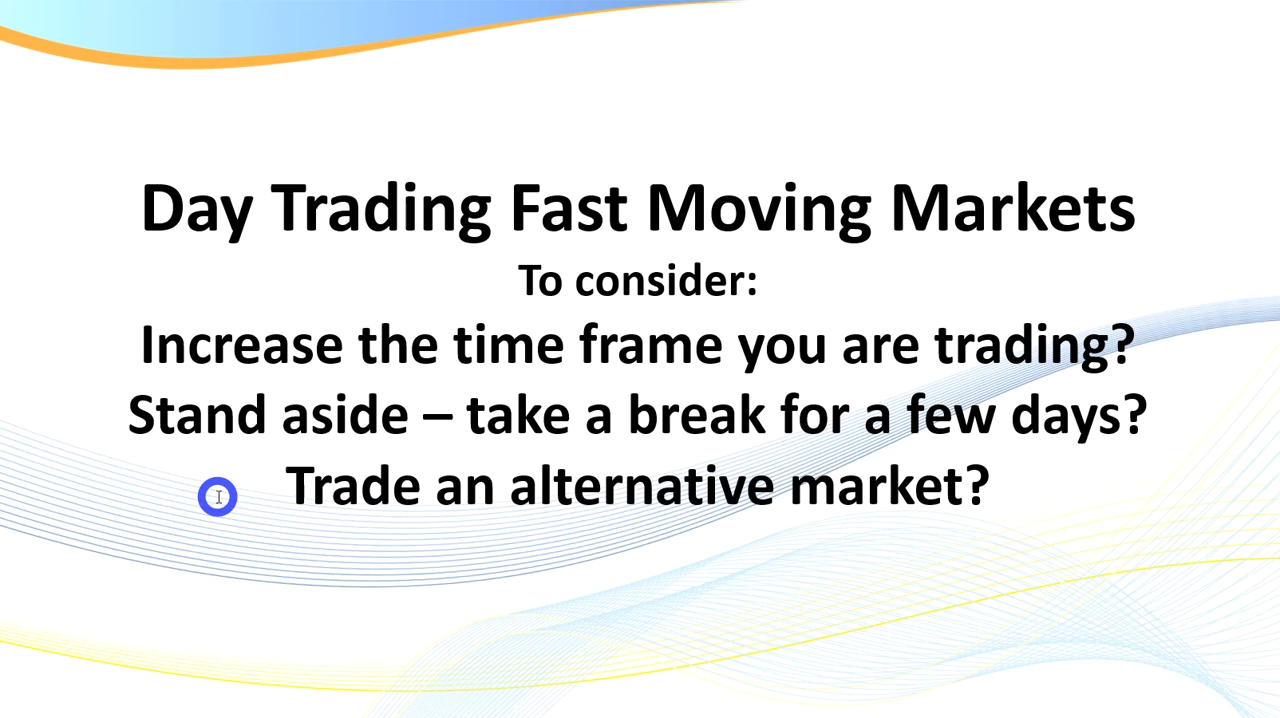 Day Trading Fast Moving Markets
To consider:
Increase the time frame you are trading?
Stand aside – take a break for a few days?
Trade an alternative market?